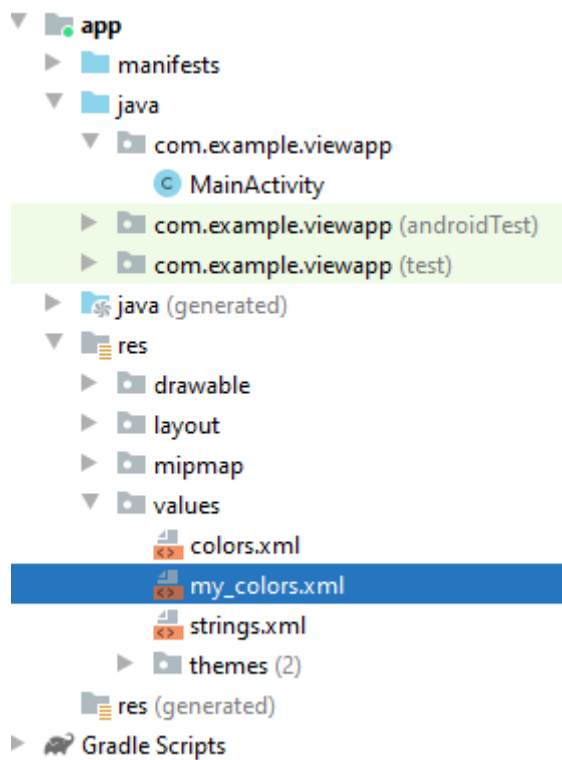 app
manifests
java
com.example.viewapp
C MainActivity
com.example.viewapp (androidTest)
com.example.viewapp (test)
java (generated)
res
drawable
layout
mipmap
values
colors.xml
my_colors.xml
strings.xml
themes (2)
res (generated)
Gradle Scripts